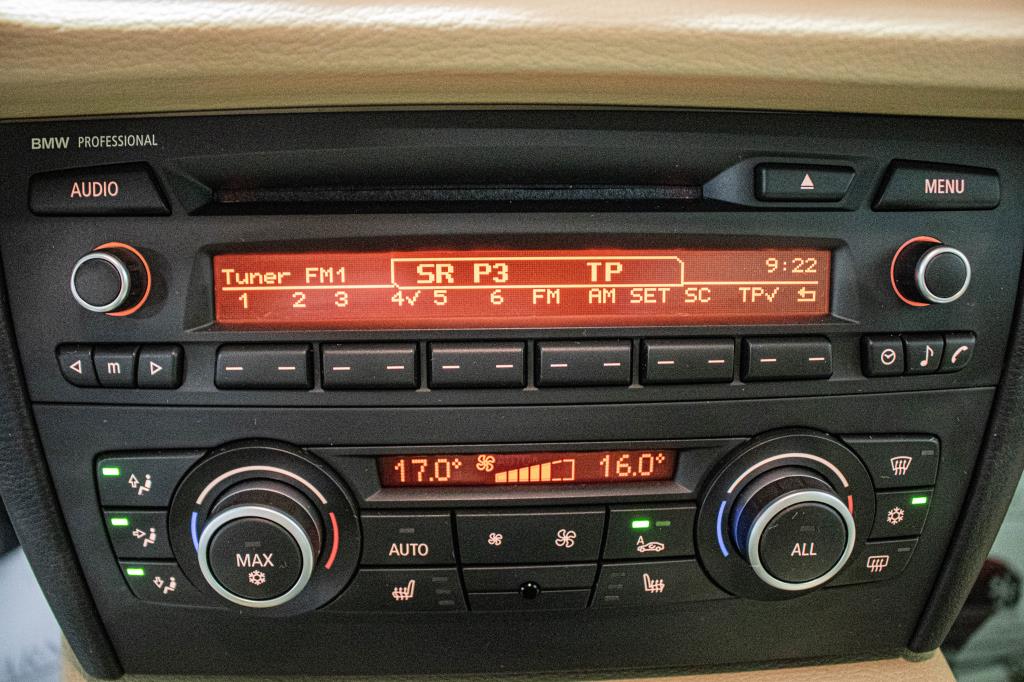 BMW PROFESSIONAL
AUDIO
MENU
Tuner FM1 SR P3 TP 9:22
1 2 3 4✓ 5 6 FM AM SET SC TP✓
m
17.0° 16.0°
MAX
AUTO
A
ALL